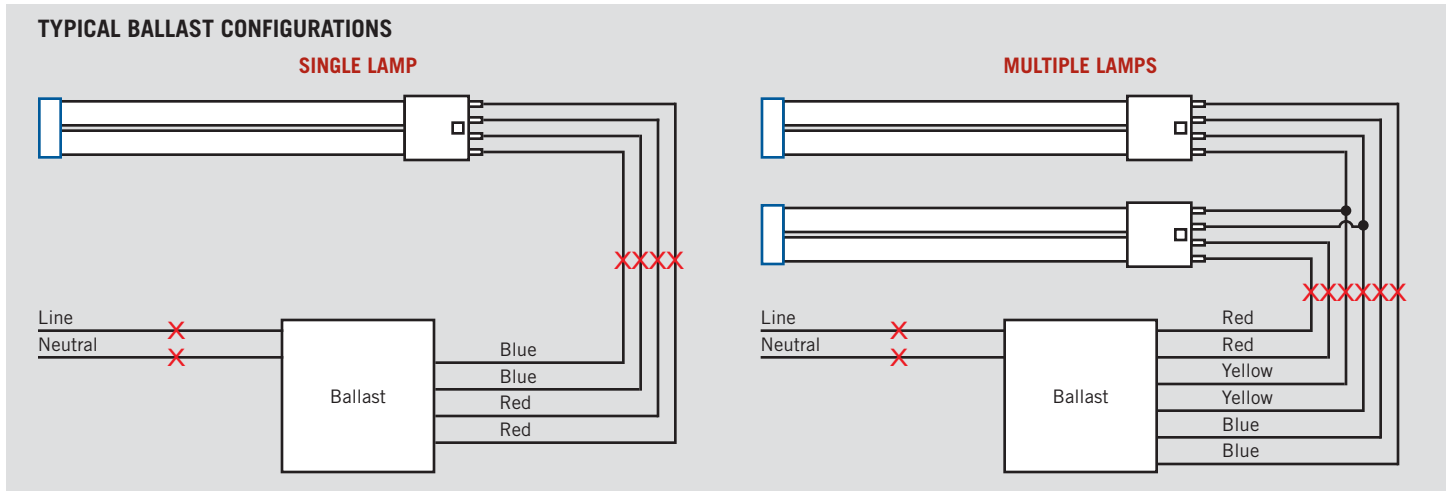 TYPICAL BALLAST CONFIGURATIONS
SINGLE LAMP
Line
Neutral
Ballast
Blue
Blue
Red
Red
MULTIPLE LAMPS
Line
Neutral
Ballast
Red
Red
Yellow
Yellow
Blue
Blue